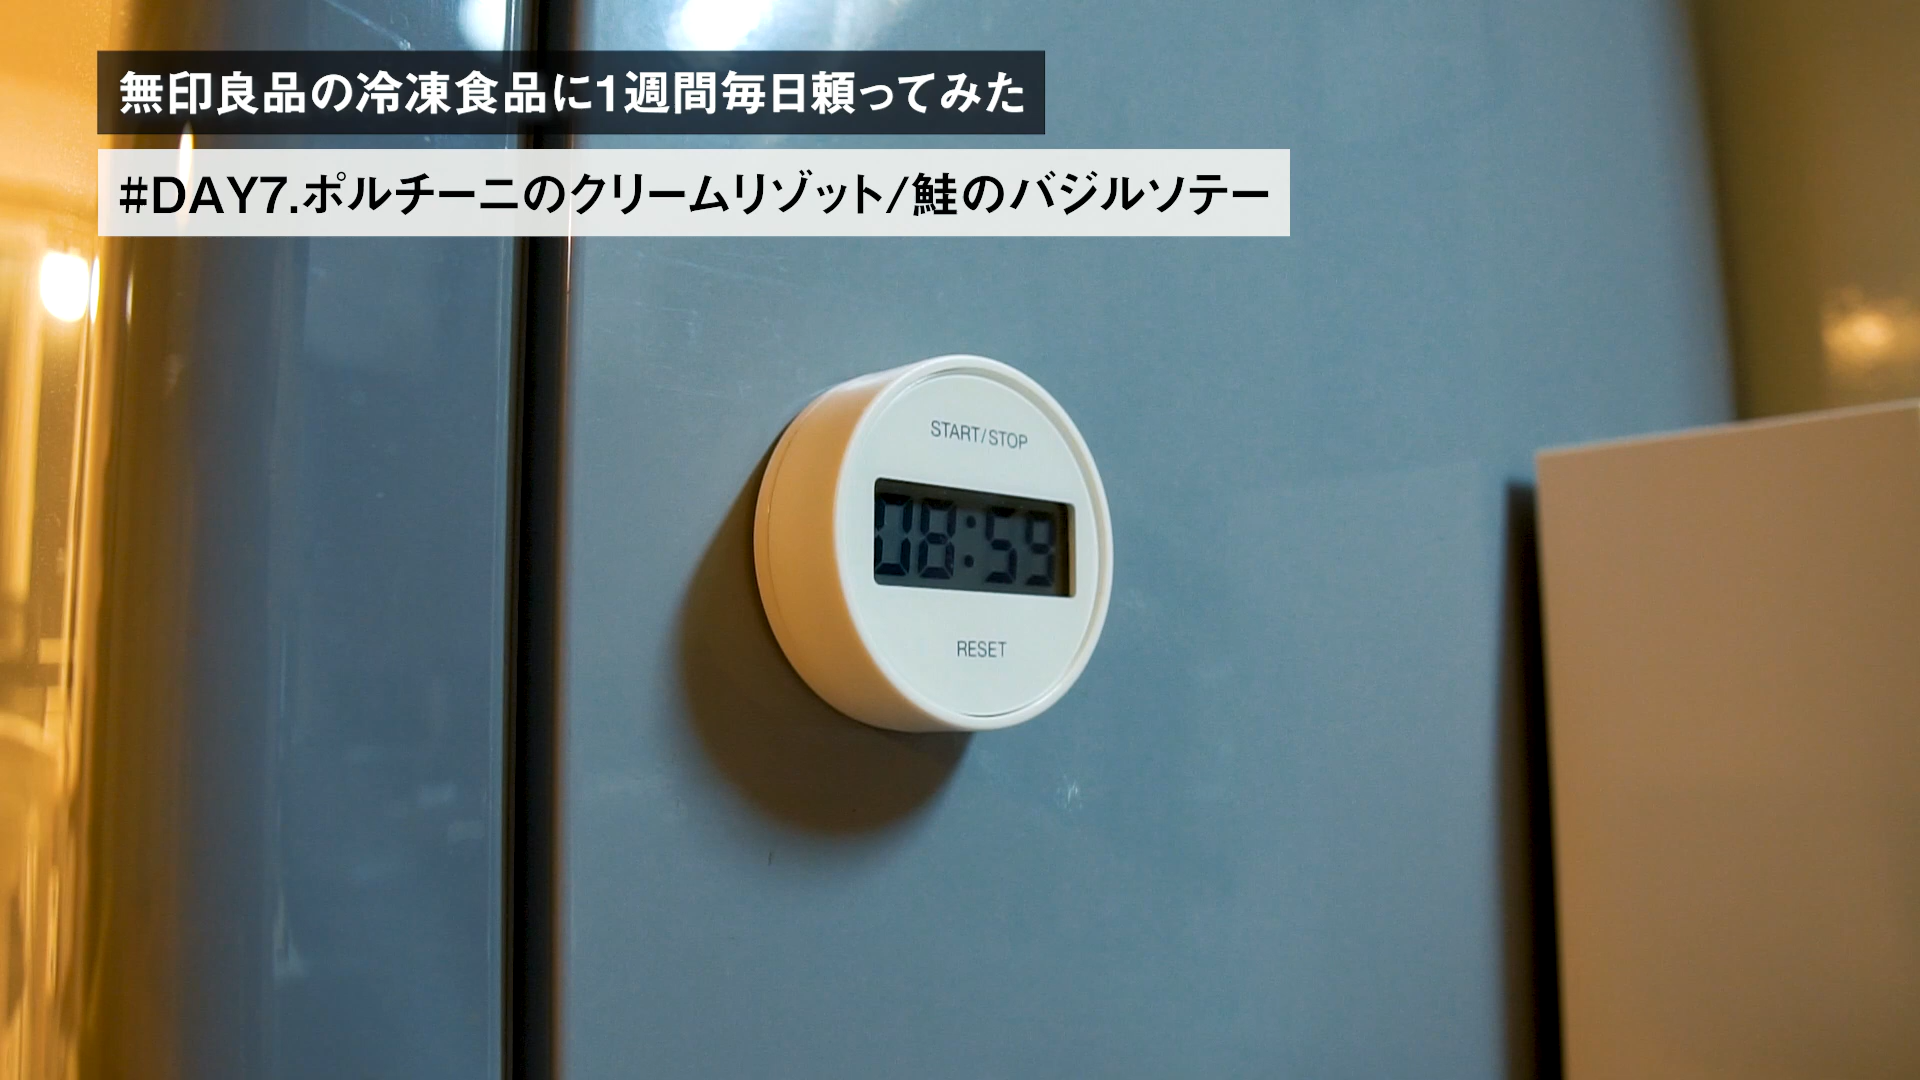 無印良品の冷凍食品に1週間毎日頼ってみた
#DAY7.ポルチーニのクリームリゾット/鮭のバジルソテー
START/STOP
08:59
RESET